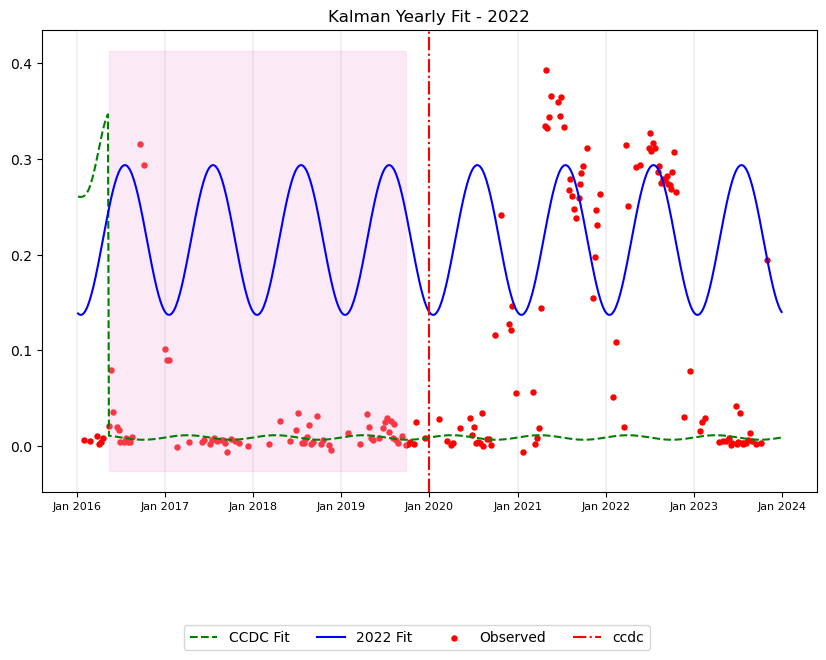 Kalman Yearly Fit - 2022
0.4
0.3
0.2
0.1
0.0
Jan 2016 Jan 2017 Jan 2018 Jan 2019 Jan 2020 Jan 2021 Jan 2022 Jan 2023 Jan 2024
CCDC Fit 2022 Fit Observed ccdc